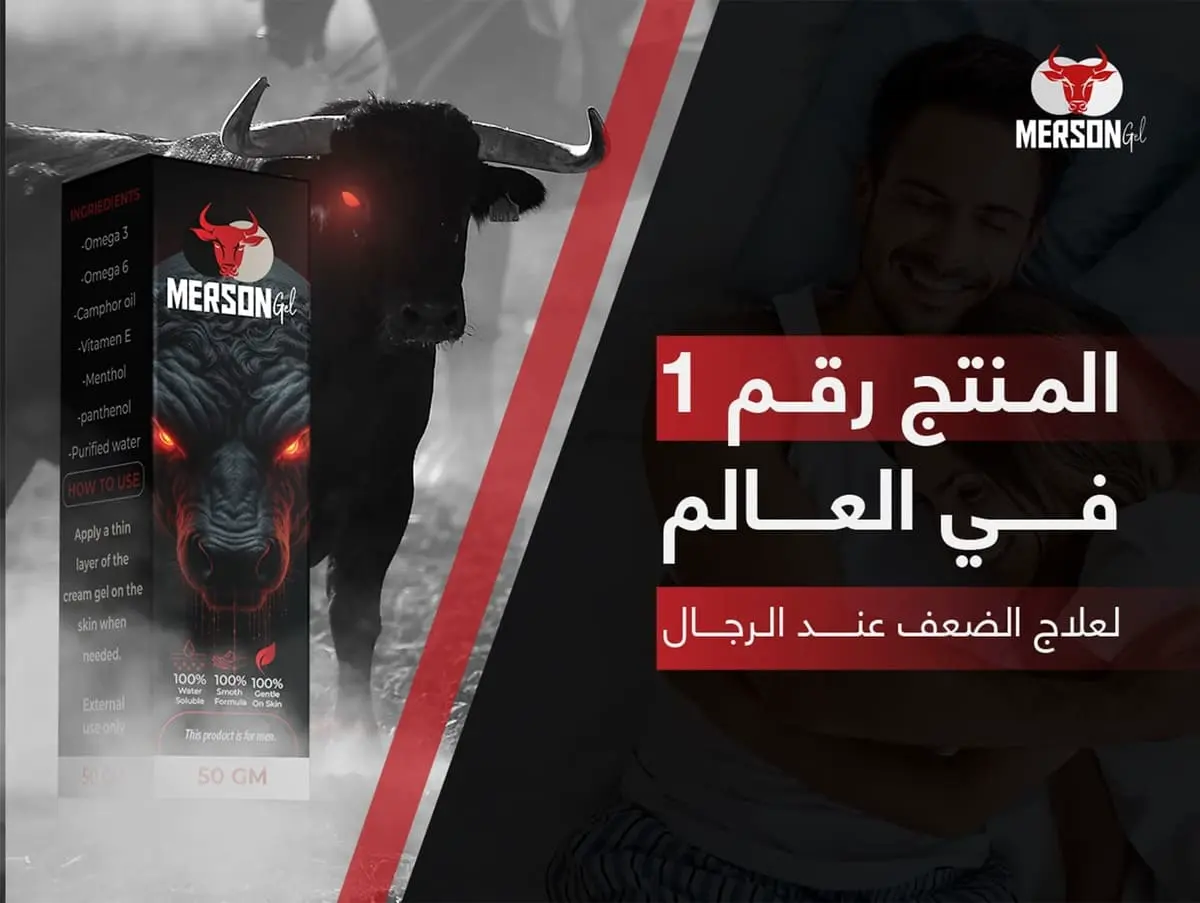 INGRIEDIENTS
-Omega 3
-Omega 6
-Camphor oil
-Vitamen E
-Menthol
-panthenol
-Purified water
HOW TO USE
Apply a thin
layer of the
cream gel on the
skin when
needed.
External
use only
50 GM
MERSON Gel
100% Water Soluble
100% Smoth Formula
100% Gentle On Skin
This product is for men.
50 GM
MERSON Gel
المنتج رقم 1
في العالم
لعلاج الضعف عند الرجال